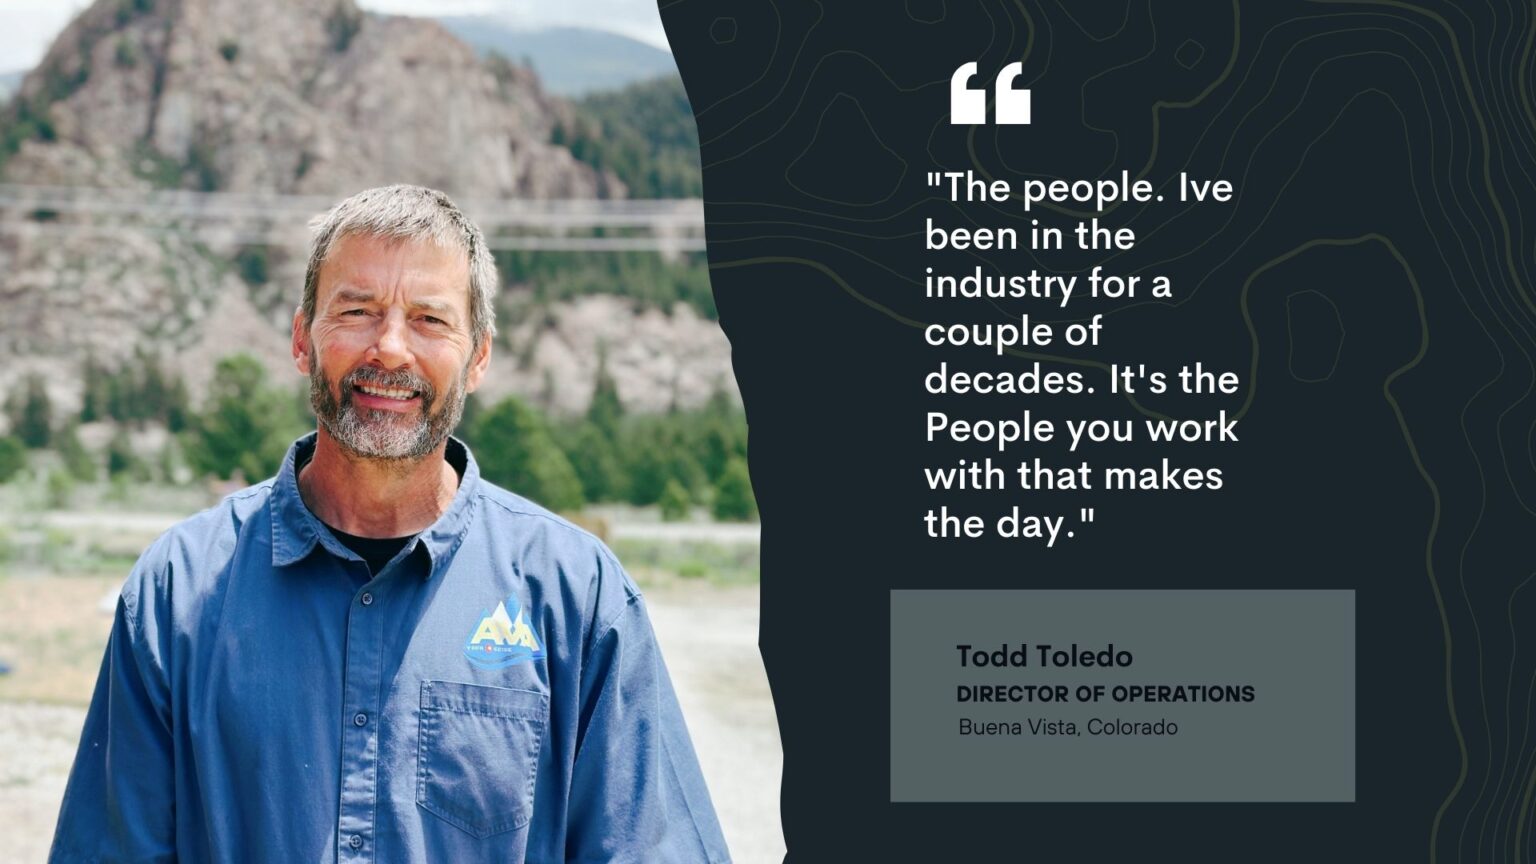 "The people. Ive
been in the
industry for a
couple of
decades. It's the
People you work
with that makes
the day."
Todd Toledo
DIRECTOR OF OPERATIONS
Buena Vista, Colorado
AVA